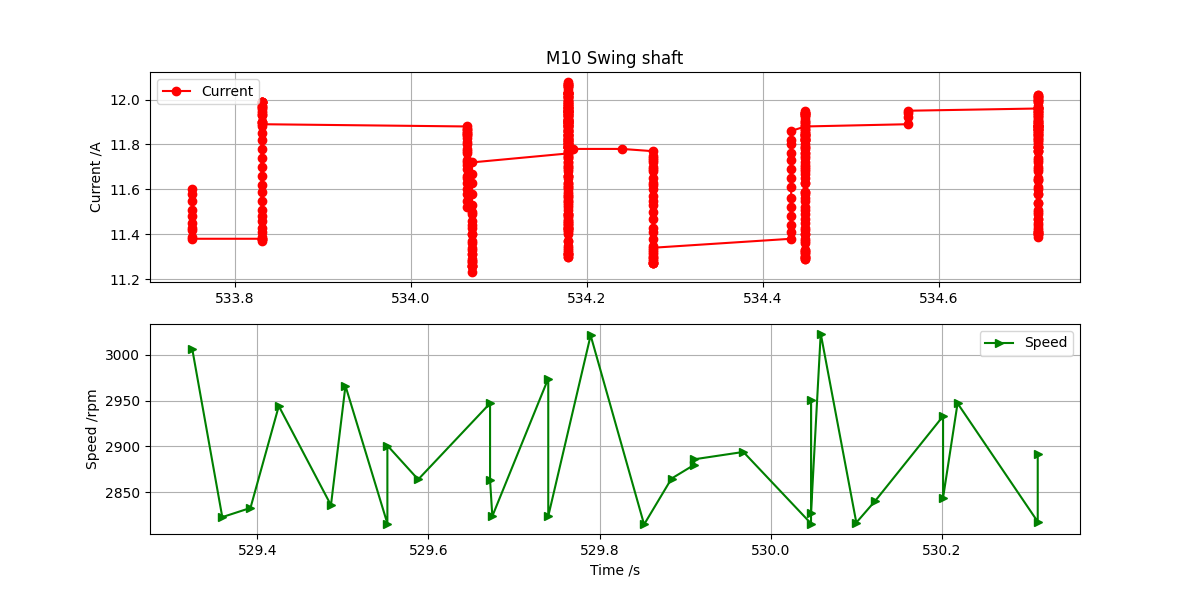 M10 Swing shaft
Current
Current /A
12.0
11.8
11.6
11.4
11.2
533.8 534.0 534.2 534.4 534.6
Speed
Speed /rpm
3000
2950
2900
2850
529.4 529.6 529.8 530.0 530.2
Time /s